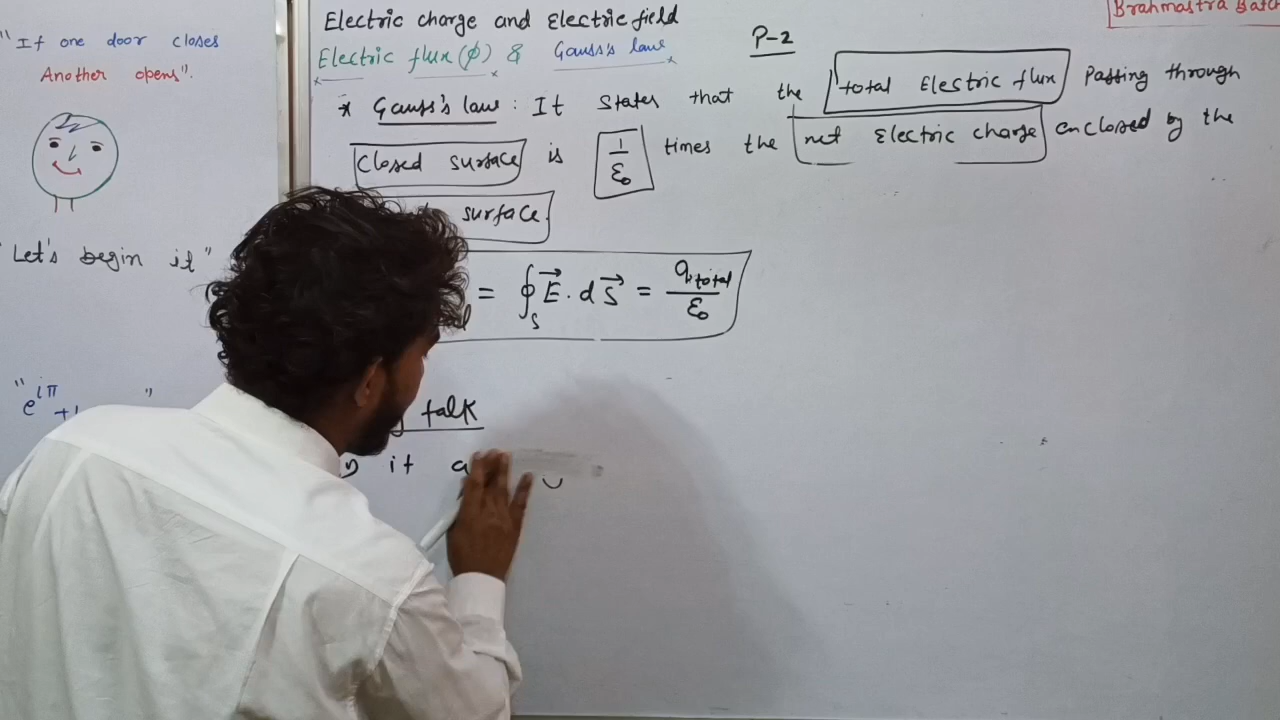 "If one door closes
Another opens".
"Let's begin it"
Electric charge and Electric field
Brahmastra Batch
Electric flux (φ) & Gauss's law
P-2
* Gauss's law : It states that the total Electric flux Passing through
closed surface is 1/ε₀ times the net Electric charge enclosed by the
surface.
= ∮_S E⃗ . dS⃗ = q_total/ε₀
talk
it